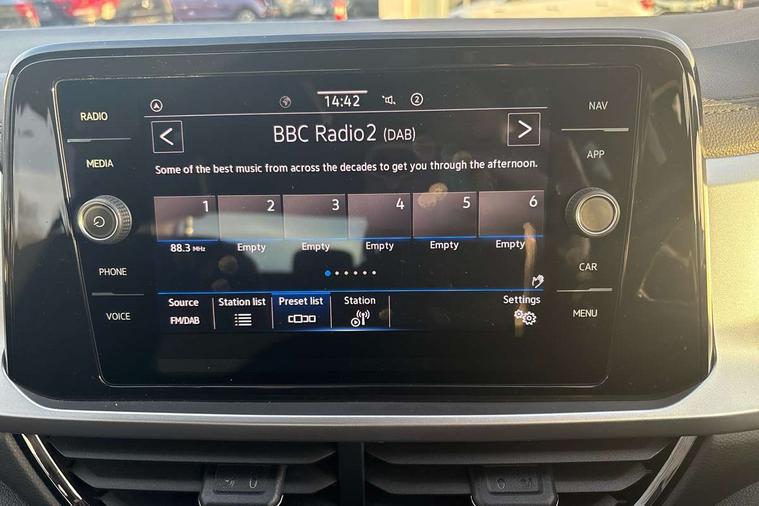 14:42
2
RADIO
MEDIA
PHONE
VOICE
BBC Radio2 (DAB)
Some of the best music from across the decades to get you through the afternoon.
1 2 3 4 5 6
88.3 MHz Empty Empty Empty Empty Empty
Source Station list Preset list Station Settings
FM/DAB
NAV
APP
CAR
MENU